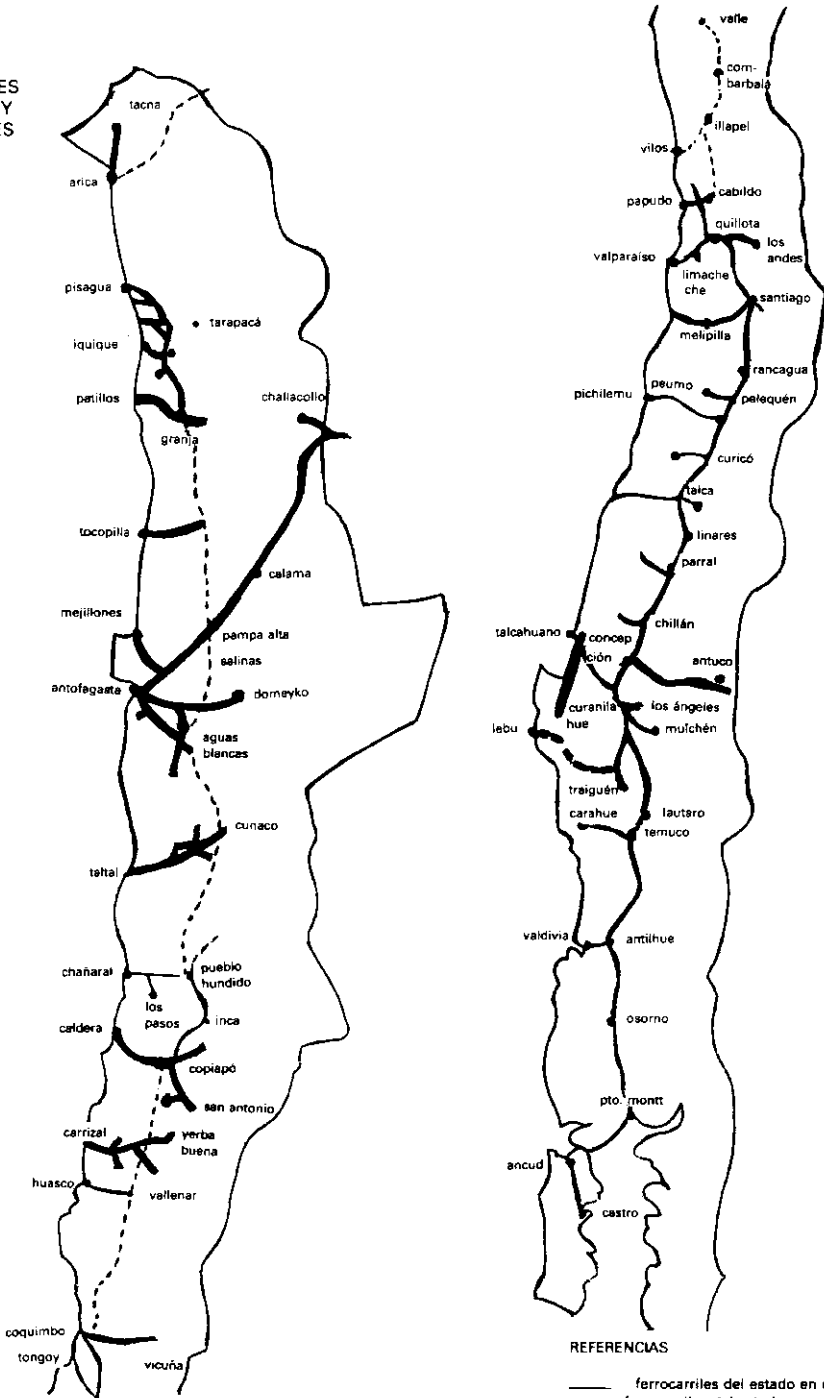 ES
Y
ES
tacna
arica
pisagua
tarapacá
iquique
patillos
challacollo
granja
tocopilla
calama
mejillones
pampa alta
salinas
antofagasta
domeyko
aguas
blancas
cunaco
taltal
chañaral
pueblo
hundido
los
pasos
inca
caldera
copiapó
san antonio
carrizal
yerba
buena
huasco
vallenar
coquimbo
tongoy
vicuña
valle
com-
barbalá
illapel
vilos
cabildo
papudo
quillota
los
andes
valparaíso
limache
che
santiago
melipilla
rancagua
peumo
pichilemu
pelequén
curicó
talca
linares
parral
chillán
talcahuano
concep
ción
antuco
curanila
hue
los ángeles
mulchén
lebu
traiguén
carahue
lautaro
temuco
valdivia
antilhue
osorno
pto. montt
ancud
castro
REFERENCIAS
ferrocarriles del estado en